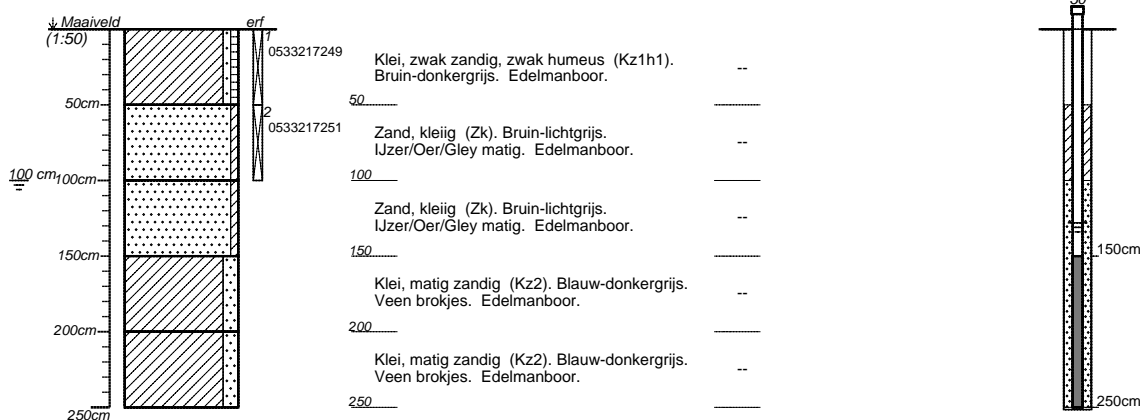 Maaiveld erf
(1:50) 1
0533217249
Klei, zwak zandig, zwak humeus (Kz1h1).
Bruin-donkergrijs. Edelmanboor.
--
50cm 50
2
0533217251
Zand, kleiig (Zk). Bruin-lichtgrijs.
IJzer/Oer/Gley matig. Edelmanboor.
--
100 cm 100cm 100
Zand, kleiig (Zk). Bruin-lichtgrijs.
IJzer/Oer/Gley matig. Edelmanboor.
--
150cm 150 150cm
Klei, matig zandig (Kz2). Blauw-donkergrijs.
Veen brokjes. Edelmanboor.
--
200cm 200
Klei, matig zandig (Kz2). Blauw-donkergrijs.
Veen brokjes. Edelmanboor.
--
250cm 250 250cm